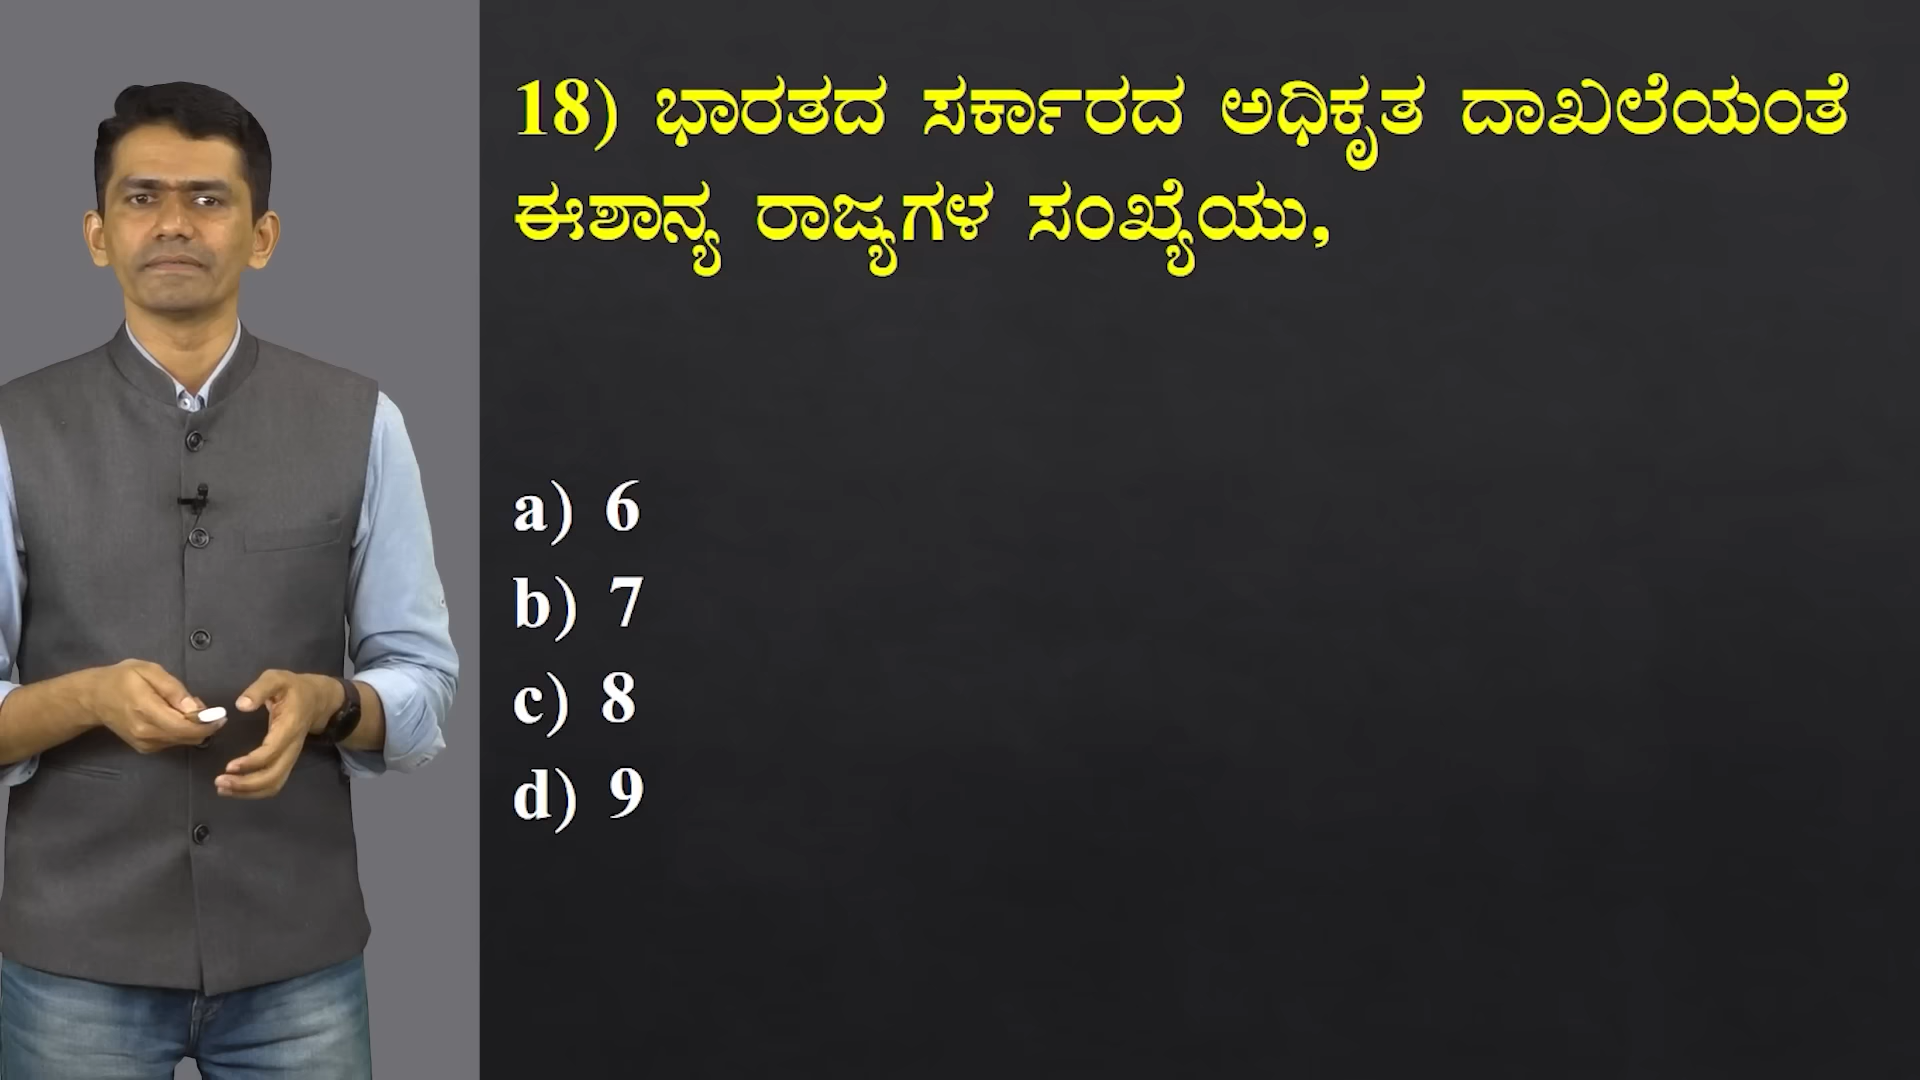 18) ಭಾರತದ ಸರ್ಕಾರದ ಅಧಿಕೃತ ದಾಖಲೆಯಂತೆ
ಈಶಾನ್ಯ ರಾಜ್ಯಗಳ ಸಂಖ್ಯೆಯು,
a) 6
b) 7
c) 8
d) 9